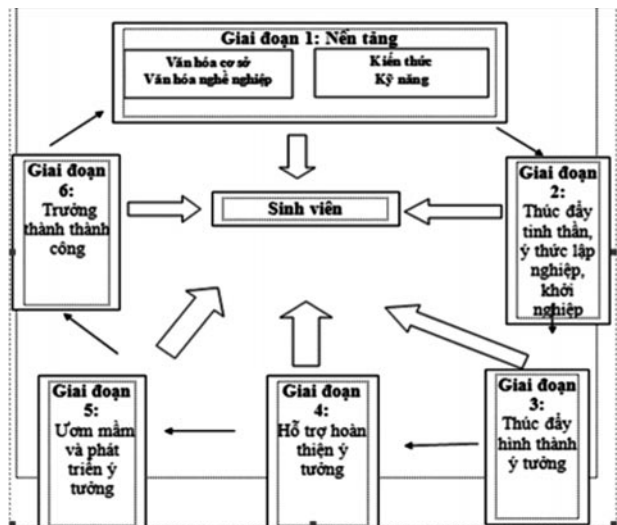 Giai đoạn 1: Nền tảng
Văn hóa cơ sở
Văn hóa nghề nghiệp
Kiến thức
Kỹ năng
Sinh viên
Giai đoạn
2:
Thúc đẩy
tinh thần,
ý thức lập
nghiệp,
khởi
nghiệp
Giai đoạn
3:
Thúc đẩy
hình thành
ý tưởng
Giai đoạn
4:
Hỗ trợ hoàn
thiện ý
tưởng
Giai đoạn
5:
Ươm mầm
và phát
triển ý
tưởng
Giai đoạn
6:
Trưởng
thành thành
công